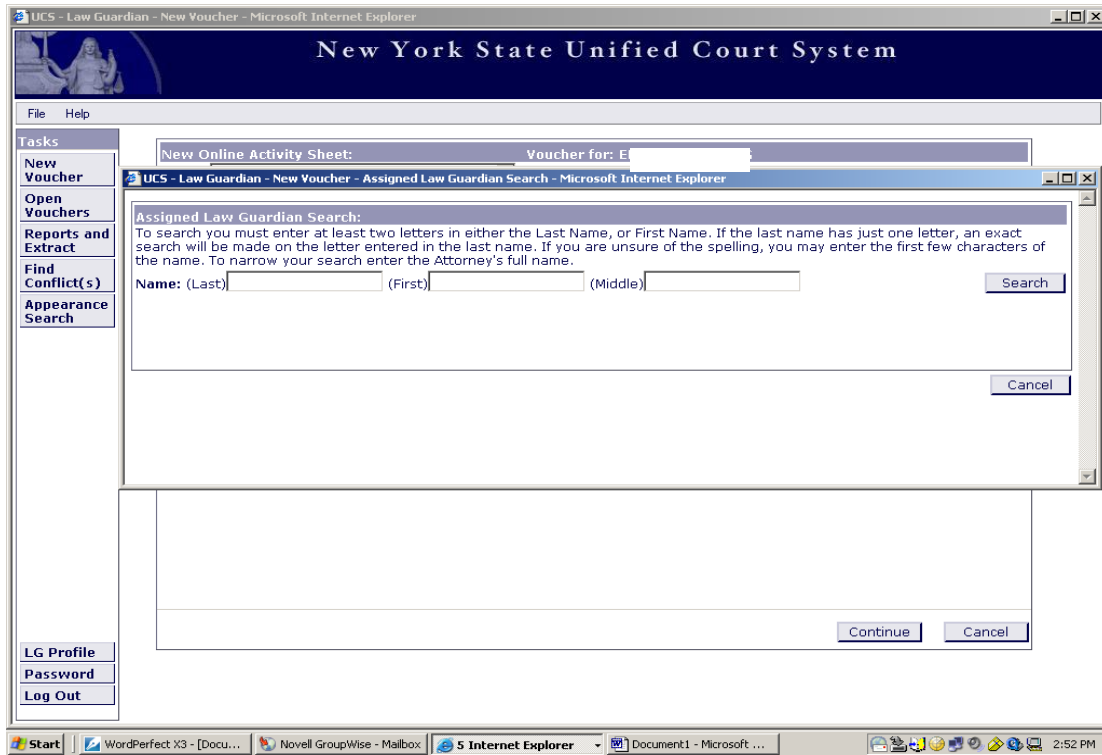 UCS - Law Guardian - New Voucher - Microsoft Internet Explorer
New York State Unified Court System
File Help
Tasks
New Voucher
Open Vouchers
Reports and Extract
Find Conflict(s)
Appearance Search
New Online Activity Sheet: Voucher for:
UCS - Law Guardian - New Voucher - Assigned Law Guardian Search - Microsoft Internet Explorer
Assigned Law Guardian Search:
To search you must enter at least two letters in either the Last Name, or First Name. If the last name has just one letter, an exact
search will be made on the letter entered in the last name. If you are unsure of the spelling, you may enter the first few characters of
the name. To narrow your search enter the Attorney's full name.
Name: (Last) (First) (Middle) Search
Cancel
Continue Cancel
LG Profile
Password
Log Out
Start WordPerfect X3 - [Docu... Novell GroupWise - Mailbox 5 Internet Explorer Document1 - Microsoft ... 2:52 PM